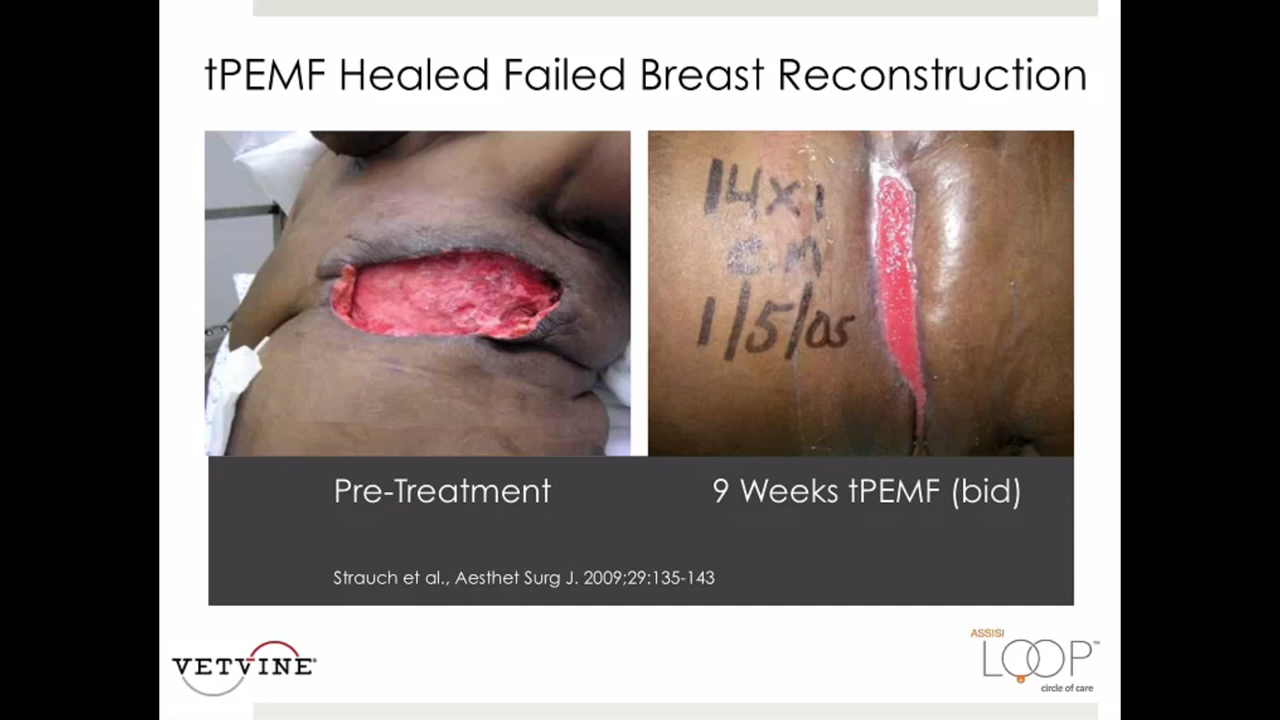 tPEMF Healed Failed Breast Reconstruction
14x1
CM
1/5/05
Pre-Treatment
9 Weeks tPEMF (bid)
Strauch et al., Aesthet Surg J. 2009;29:135-143
VETVINE®
ASSISI
LOOP™
circle of care